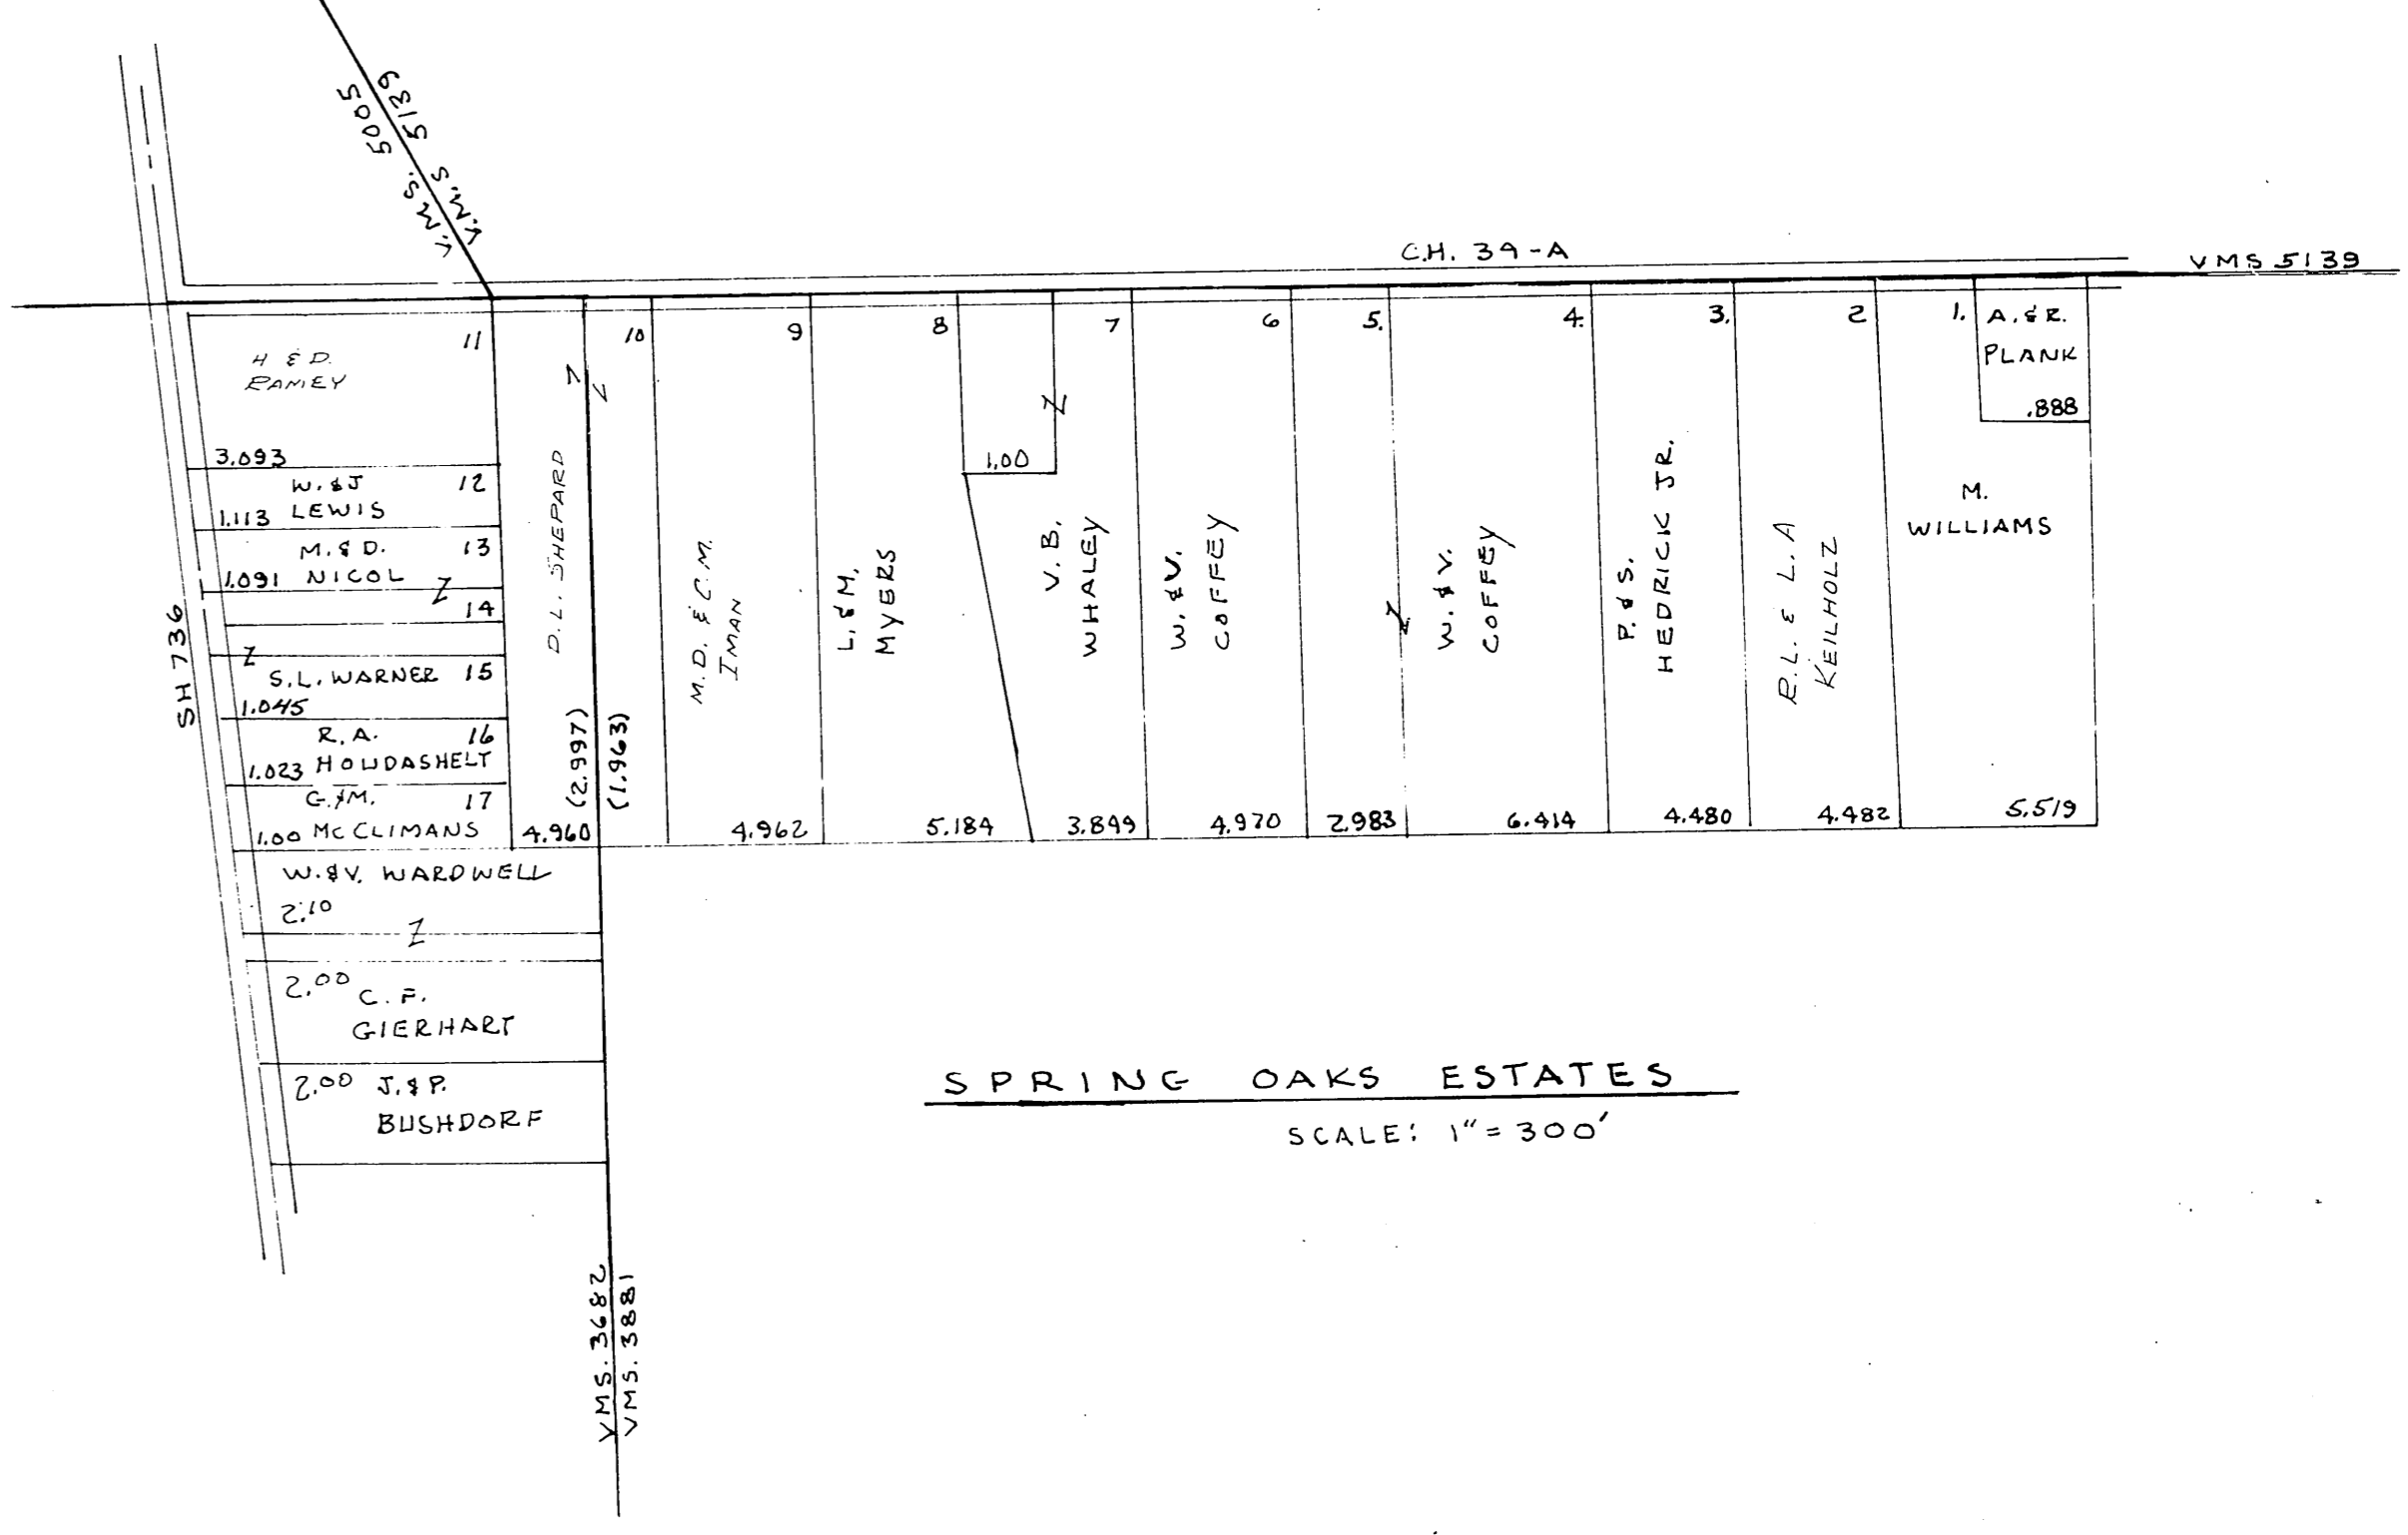 V.M.S. 5005
V.M.S 5139
C.H. 39-A
VMS 5139
SH 736
11
H & D.
RAMEY
3.093
W. & J 12
1.113 LEWIS
M. & D. 13
1.091 NICOL Z
14
Z
S.L. WARNER 15
1.045
R.A. 16
1.023 HOUDASHELT
G. & M. 17
1.00 McCLIMANS
W. & V. WARDWELL
2.10
Z
2.00 C.F.
GIERHART
2.00 J. & P.
BUSHDORF
10
D.L. SHEPARD
(2.997)
(1.963)
4.960
9
M.D. & C.M.
IMAN
4.962
8
L. & M.
MYERS
5.184
1.00
7
Z
V.B.
WHALEY
3.849
6
W. & V.
COFFEY
4.970
5.
2.983
Z
4.
W. & V.
COFFEY
6.414
3.
P. & S.
HEDRICK JR.
4.480
2
R.L. & L.A
KEILHOLZ
4.482
1.
A. & R.
PLANK
.888
M.
WILLIAMS
5.519
SPRING OAKS ESTATES
SCALE: 1" = 300'
VMS. 3682
VMS. 3881